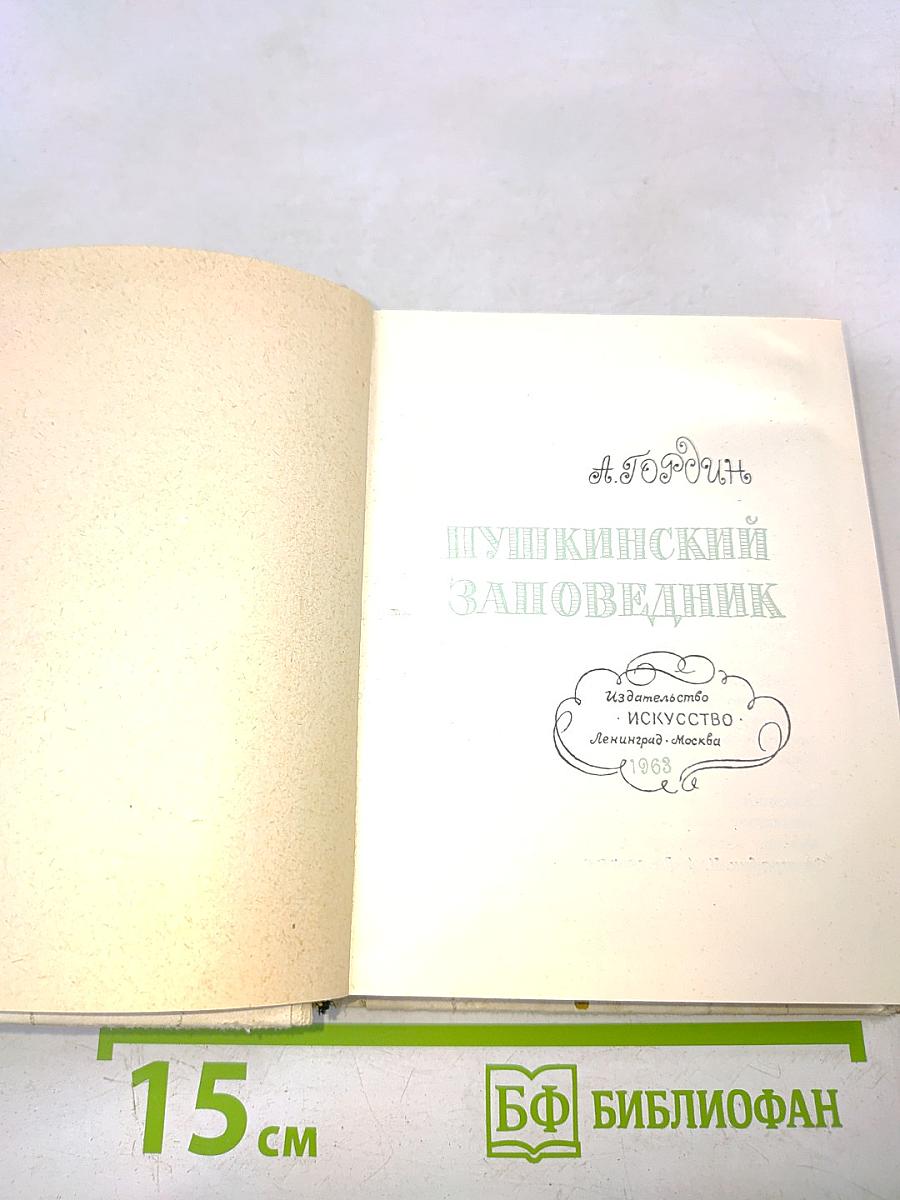 А. ГОРДИН
ПУШКИНСКИЙ
ЗАПОВЕДНИК
Издательство
· ИСКУССТВО ·
Ленинград · Москва
1963
15 см
БФ БИБЛИОФАН